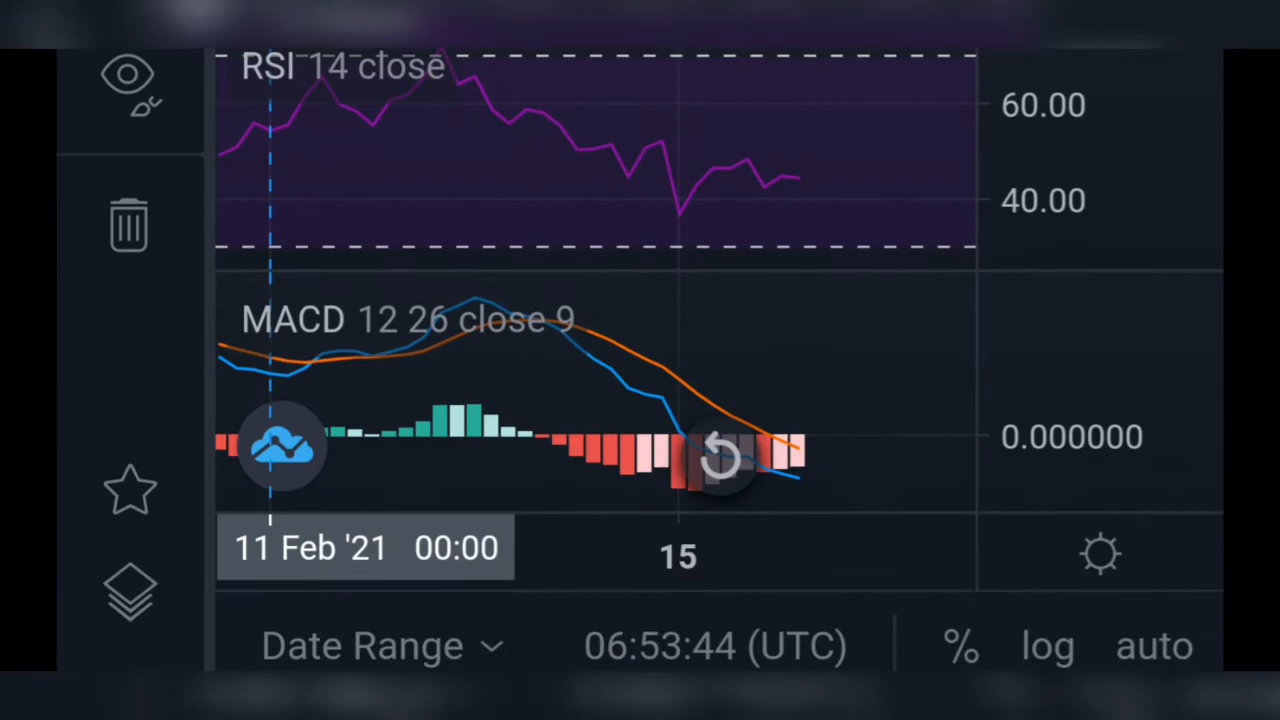 RSI 14 close
60.00
40.00
MACD 12 26 close 9
0.000000
11 Feb '21 00:00
15
Date Range
06:53:44 (UTC)
%
log
auto